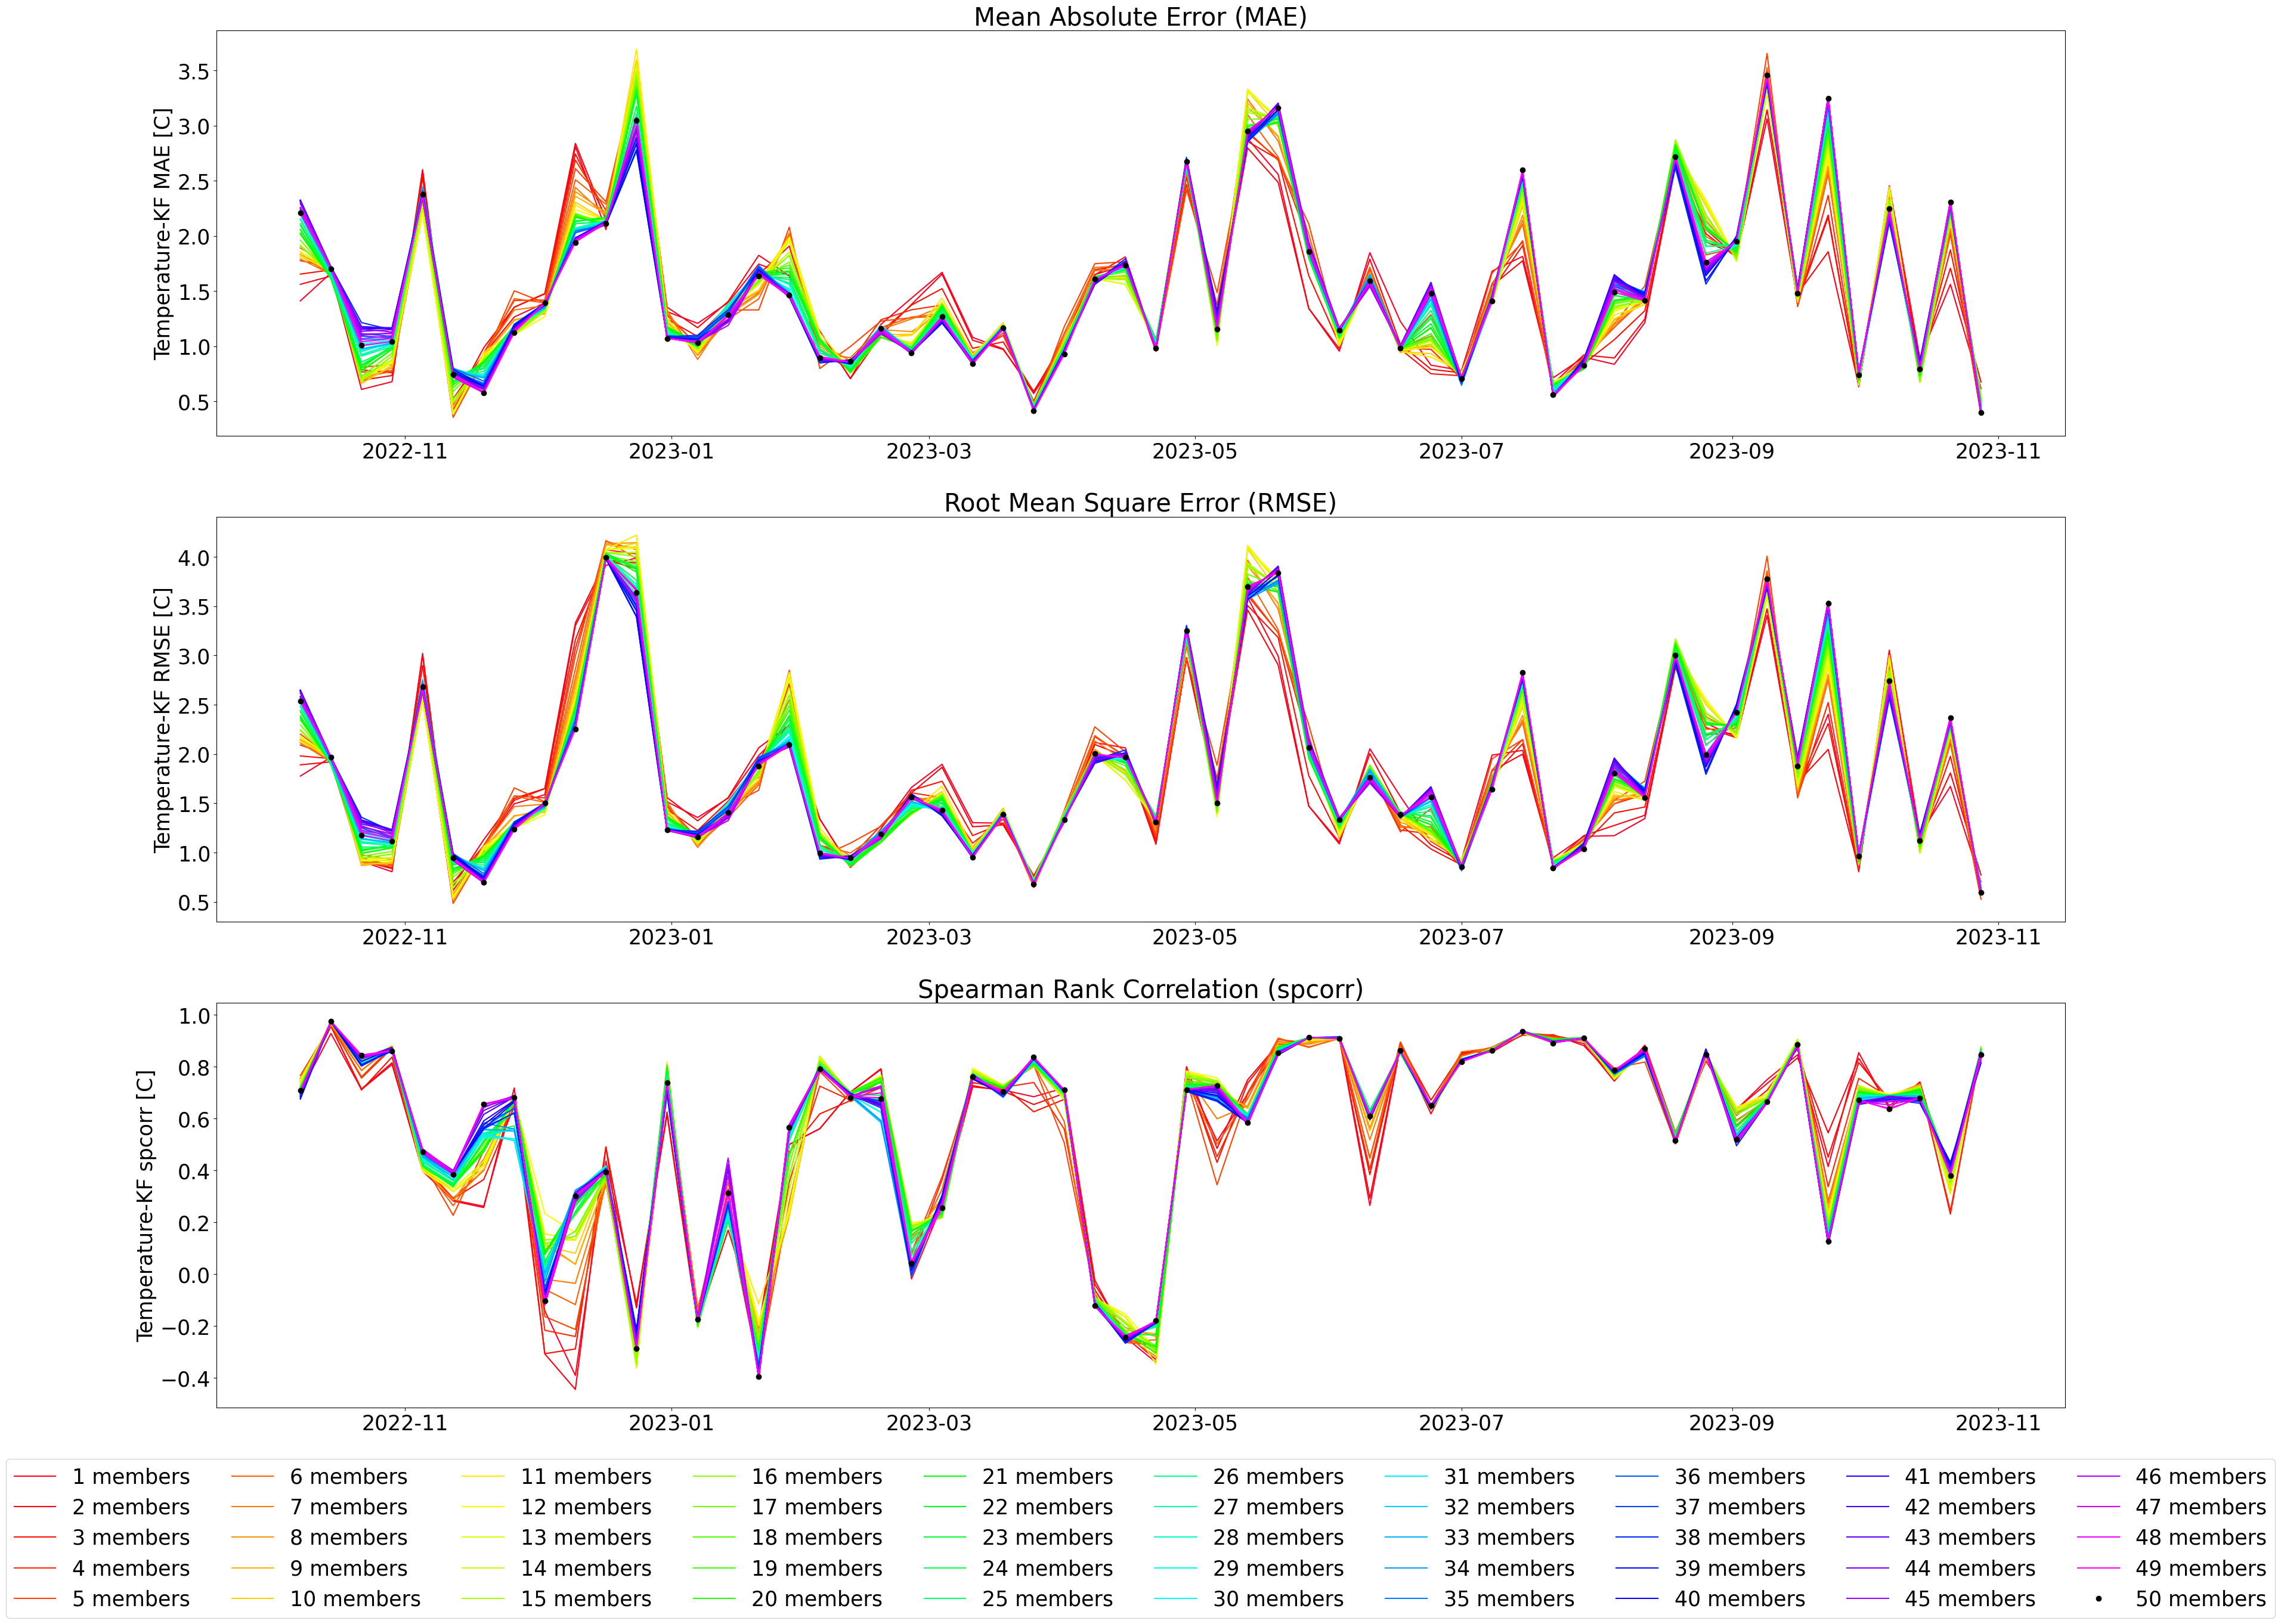 Mean Absolute Error (MAE)
Temperature-KF MAE [C]
3.5
3.0
2.5
2.0
1.5
1.0
0.5
2022-11 2023-01 2023-03 2023-05 2023-07 2023-09 2023-11
Root Mean Square Error (RMSE)
Temperature-KF RMSE [C]
4.0
3.5
3.0
2.5
2.0
1.5
1.0
0.5
2022-11 2023-01 2023-03 2023-05 2023-07 2023-09 2023-11
Spearman Rank Correlation (spcorr)
Temperature-KF spcorr [C]
1.0
0.8
0.6
0.4
0.2
0.0
−0.2
−0.4
2022-11 2023-01 2023-03 2023-05 2023-07 2023-09 2023-11
1 members 6 members 11 members 16 members 21 members 26 members 31 members 36 members 41 members 46 members
2 members 7 members 12 members 17 members 22 members 27 members 32 members 37 members 42 members 47 members
3 members 8 members 13 members 18 members 23 members 28 members 33 members 38 members 43 members 48 members
4 members 9 members 14 members 19 members 24 members 29 members 34 members 39 members 44 members 49 members
5 members 10 members 15 members 20 members 25 members 30 members 35 members 40 members 45 members 50 members